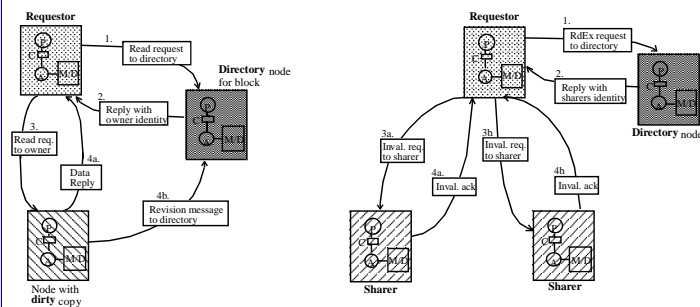 Requestor
P
C
A
M/D
1.
Read request
to directory
Directory node
for block
2.
Reply with
owner identity
P
C
A
M/D
3.
Read req.
to owner
4a.
Data
Reply
4b.
Revision message
to directory
P
C
A
M/D
Node with
dirty copy
Requestor
P
C
A
M/D
1.
RdEx request
to directory
2.
Reply with
sharers identity
P
C
A
M/D
Directory node
3a.
Inval. req.
to sharer
3b.
Inval. req.
to sharer
4a.
Inval. ack
4b.
Inval. ack
P
C
A
M/D
Sharer
P
C
A
M/D
Sharer